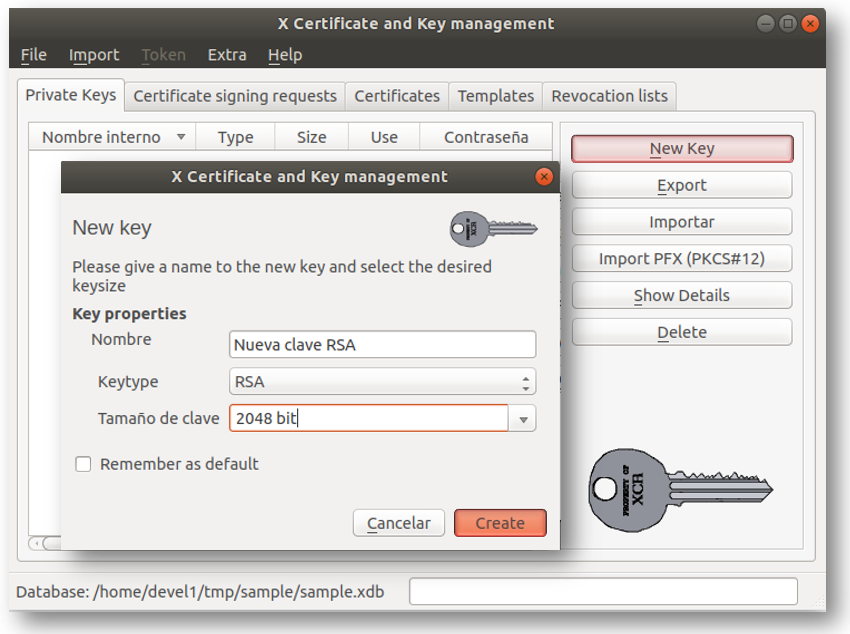 X Certificate and Key management
File Import Token Extra Help
Private Keys Certificate signing requests Certificates Templates Revocation lists
Nombre interno Type Size Use Contraseña
New Key
Export
Importar
Import PFX (PKCS#12)
Show Details
Delete
X Certificate and Key management
New key
PROPERTY OF
XCA
Please give a name to the new key and select the desired
keysize
Key properties
Nombre Nueva clave RSA
Keytype RSA
Tamaño de clave 2048 bit
Remember as default
Cancelar Create
PROPERTY OF
XCA
Database: /home/devel1/tmp/sample/sample.xdb